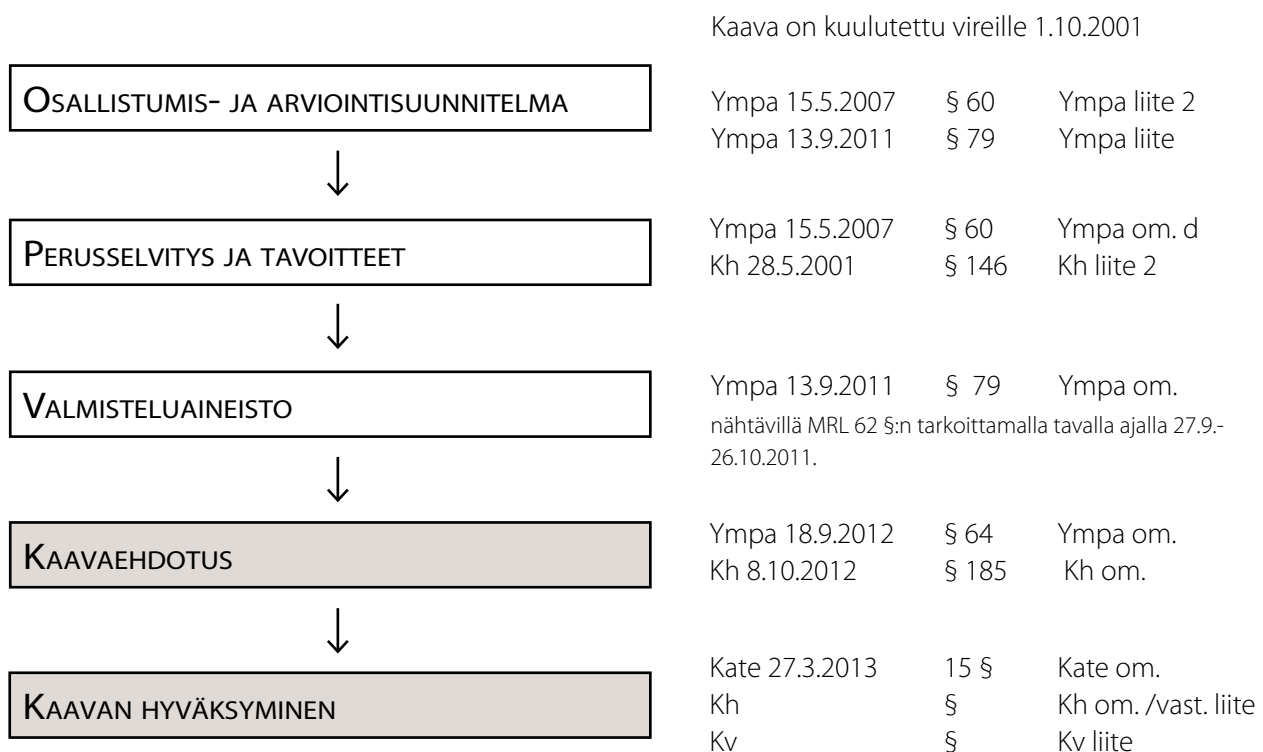 Kaava on kuulutettu vireille 1.10.2001
Osallistumis- ja arviointisuunnitelma
Ympa 15.5.2007 § 60 Ympa liite 2
Ympa 13.9.2011 § 79 Ympa liite
Perusselvitys ja tavoitteet
Ympa 15.5.2007 § 60 Ympa om. d
Kh 28.5.2001 § 146 Kh liite 2
Valmisteluaineisto
Ympa 13.9.2011 § 79 Ympa om.
nähtävillä MRL 62 §:n tarkoittamalla tavalla ajalla 27.9.-
26.10.2011.
Kaavaehdotus
Ympa 18.9.2012 § 64 Ympa om.
Kh 8.10.2012 § 185 Kh om.
Kaavan hyväksyminen
Kate 27.3.2013 15 § Kate om.
Kh § Kh om. /vast. liite
Kv § Kv liite